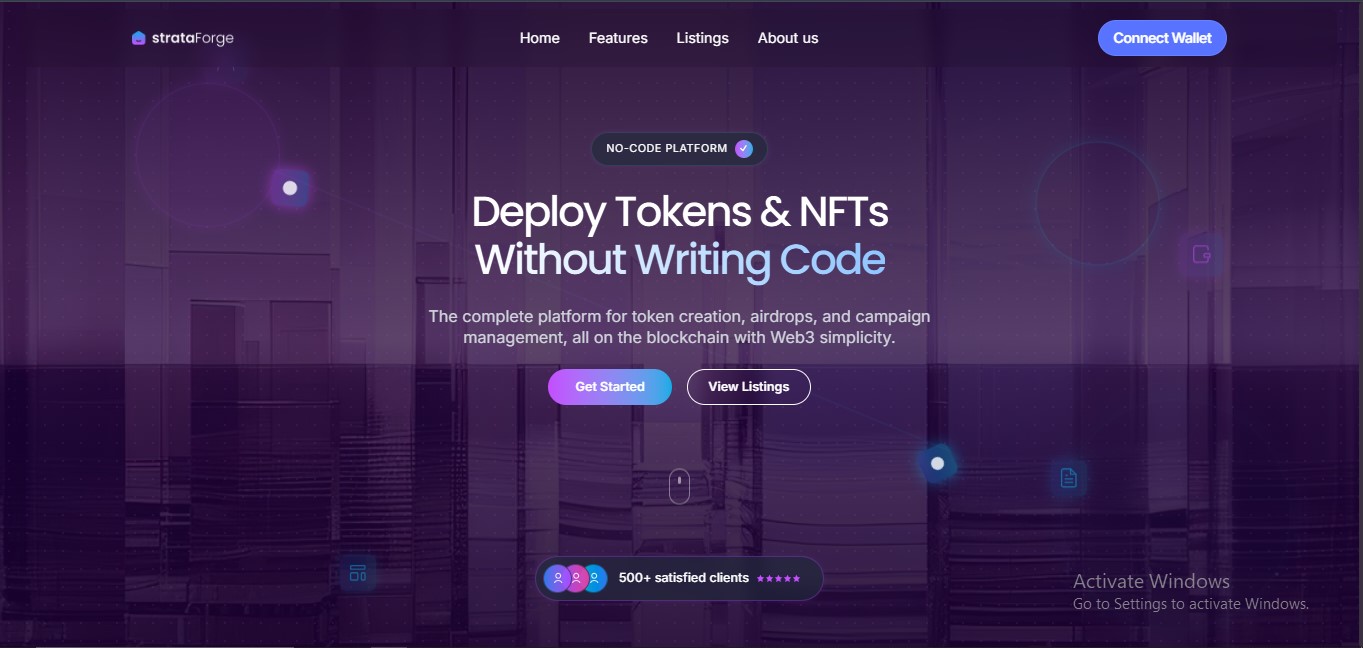 strataForge
Home Features Listings About us
Connect Wallet
NO-CODE PLATFORM
Deploy Tokens & NFTs
Without Writing Code
The complete platform for token creation, airdrops, and campaign
management, all on the blockchain with Web3 simplicity.
Get Started
View Listings
500+ satisfied clients
Activate Windows
Go to Settings to activate Windows.